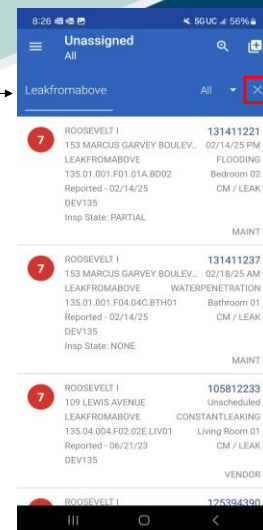 8:26 5GUC 56%
Unassigned
All
Leakfromabove All
7 ROOSEVELT I 131411221
153 MARCUS GARVEY BOULEV... 02/14/25 PM
LEAKFROMABOVE FLOODING
135.01.001.F01.01A.BD02 Bedroom 02
Reported - 02/14/25 CM / LEAK
DEV135
Insp State: PARTIAL
MAINT
7 ROOSEVELT I 131411237
153 MARCUS GARVEY BOULEV... 02/18/25 AM
LEAKFROMABOVE WATERPENETRATION
135.01.001.F04.04C.BTH01 Bathroom 01
Reported - 02/14/25 CM / LEAK
DEV135
Insp State: NONE
MAINT
7 ROOSEVELT I 105812233
109 LEWIS AVENUE Unscheduled
LEAKFROMABOVE CONSTANTLEAKING
135.04.004.F02.02E.LIV01 Living Room 01
Reported - 06/21/23 CM / LEAK
DEV135
VENDOR
ROOSEVELT I 125394390